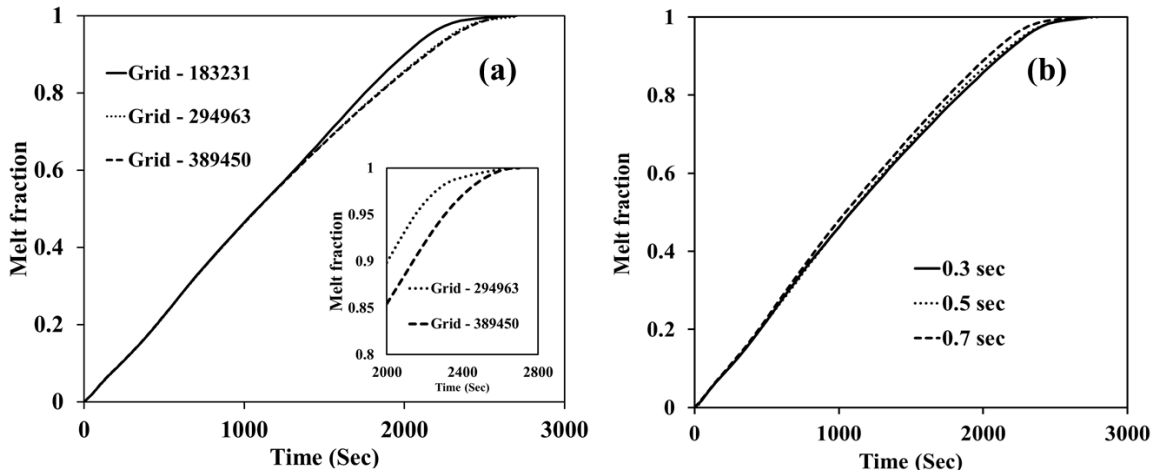 1
0.8
0.6
0.4
0.2
0
Melt fraction
(a)
Grid - 183231
Grid - 294963
Grid - 389450
1
0.95
0.9
0.85
0.8
Melt fraction
Grid - 294963
Grid - 389450
2000 2400 2800
Time (Sec)
0 1000 2000 3000
Time (Sec)
1
0.8
0.6
0.4
0.2
0
Melt fraction
(b)
0.3 sec
0.5 sec
0.7 sec
0 1000 2000 3000
Time (Sec)